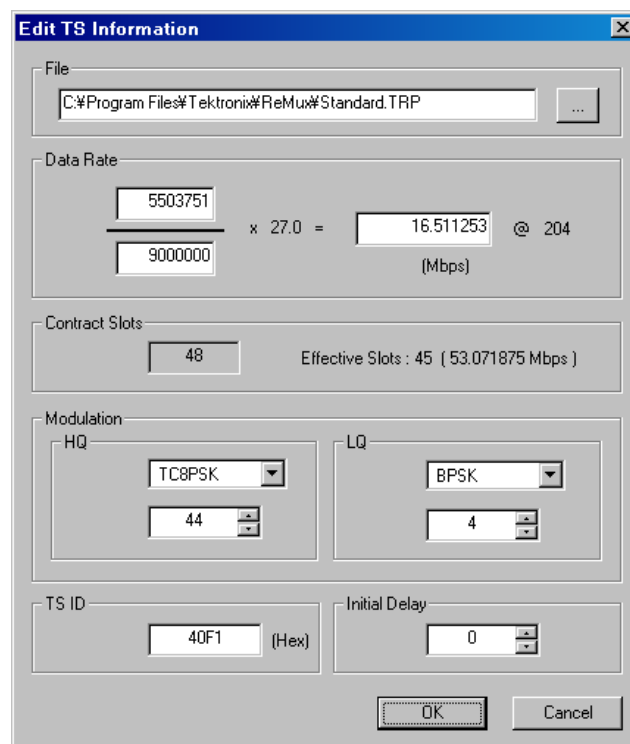 Edit TS Information
File
C:¥Program Files¥Tektronix¥ReMux¥Standard.TRP
...
Data Rate
5503751
9000000
x 27.0 =
16.511253
@ 204
(Mbps)
Contract Slots
48
Effective Slots : 45 ( 53.071875 Mbps )
Modulation
HQ
TC8PSK
44
LQ
BPSK
4
TS ID
40F1
(Hex)
Initial Delay
0
OK
Cancel